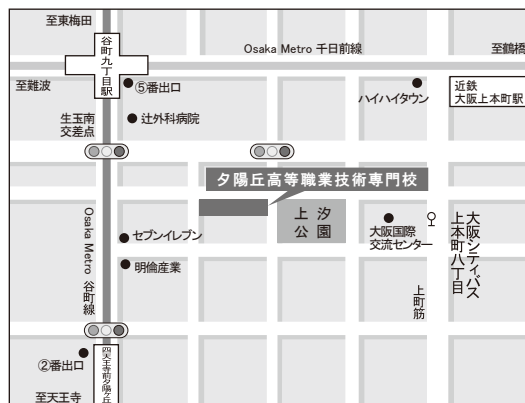 至東梅田
谷町九丁目駅
Osaka Metro 千日前線
至鶴橋
至難波
⑤番出口
ハイハイタウン
近鉄
大阪上本町駅
生玉南
交差点
辻外科病院
夕陽丘高等職業技術専門校
上汐
公園
大阪国際
交流センター
大阪シティバス
上本町八丁目
Osaka Metro 谷町線
セブンイレブン
明倫産業
上町筋
②番出口
四天王寺前夕陽ヶ丘
至天王寺